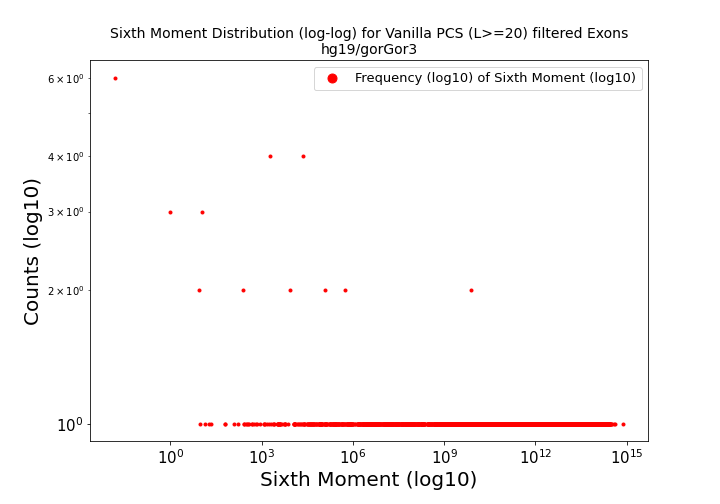 Sixth Moment Distribution (log-log) for Vanilla PCS (L>=20) filtered Exons
hg19/gorGor3
Frequency (log10) of Sixth Moment (log10)
Counts (log10)
6 × 10⁰
4 × 10⁰
3 × 10⁰
2 × 10⁰
10⁰
10⁰ 10³ 10⁶ 10⁹ 10¹² 10¹⁵
Sixth Moment (log10)